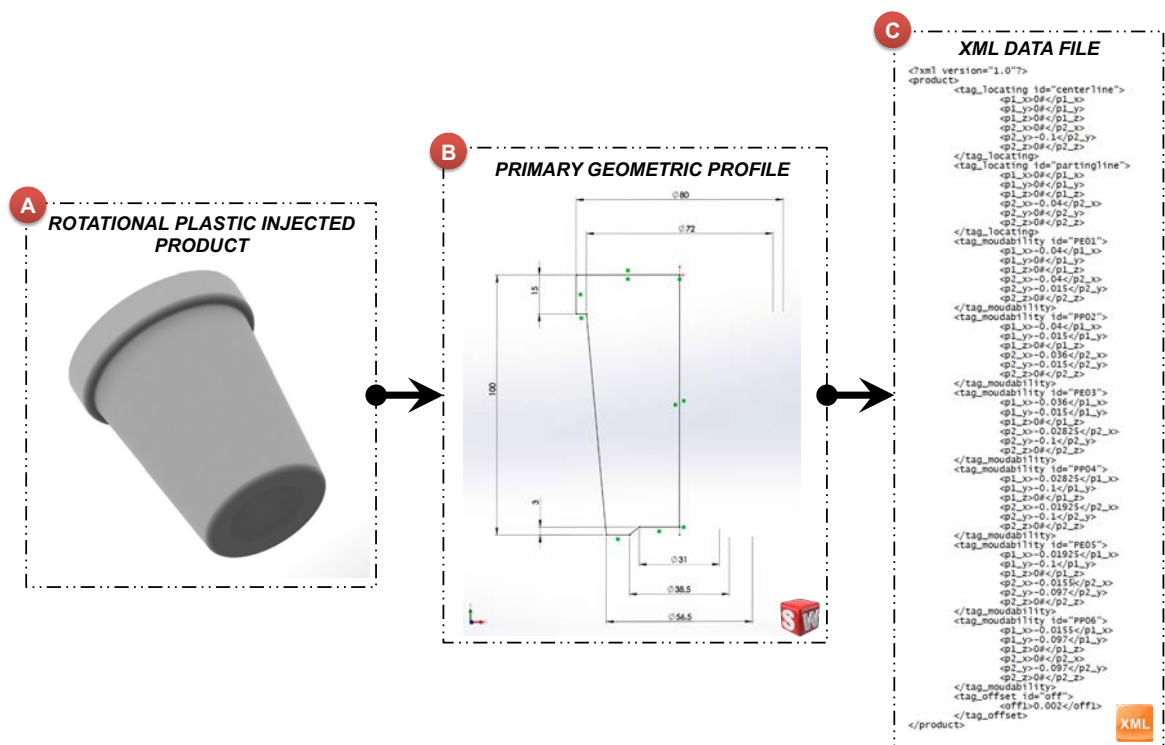 A
ROTATIONAL PLASTIC INJECTED
PRODUCT
B
PRIMARY GEOMETRIC PROFILE
∅80
∅72
15
100
3
∅31
∅38,5
∅56,5
SW
C
XML DATA FILE
<?xml version="1.0"?>
<product>
<tag_locating id="centerline">
<p1_x>0#</p1_x>
<p1_y>0#</p1_y>
<p1_z>0#</p1_z>
<p2_x>0#</p2_x>
<p2_y>-0.1</p2_y>
<p2_z>0#</p2_z>
</tag_locating>
<tag_locating id="partingline">
<p1_x>0#</p1_x>
<p1_y>0#</p1_y>
<p1_z>0#</p1_z>
<p2_x>-0.04</p2_x>
<p2_y>0#</p2_y>
<p2_z>0#</p2_z>
</tag_locating>
<tag_moudability id="PE01">
<p1_x>-0.04</p1_x>
<p1_y>0#</p1_y>
<p1_z>0#</p1_z>
<p2_x>-0.04</p2_x>
<p2_y>-0.015</p2_y>
<p2_z>0#</p2_z>
</tag_moudability>
<tag_moudability id="PP02">
<p1_x>-0.04</p1_x>
<p1_y>-0.015</p1_y>
<p1_z>0#</p1_z>
<p2_x>-0.036</p2_x>
<p2_y>-0.015</p2_y>
<p2_z>0#</p2_z>
</tag_moudability>
<tag_moudability id="PE03">
<p1_x>-0.036</p1_x>
<p1_y>-0.015</p1_y>
<p1_z>0#</p1_z>
<p2_x>-0.02825</p2_x>
<p2_y>-0.1</p2_y>
<p2_z>0#</p2_z>
</tag_moudability>
<tag_moudability id="PP04">
<p1_x>-0.02825</p1_x>
<p1_y>-0.1</p1_y>
<p1_z>0#</p1_z>
<p2_x>-0.01925</p2_x>
<p2_y>-0.1</p2_y>
<p2_z>0#</p2_z>
</tag_moudability>
<tag_moudability id="PE05">
<p1_x>-0.01925</p1_x>
<p1_y>-0.1</p1_y>
<p1_z>0#</p1_z>
<p2_x>-0.0155</p2_x>
<p2_y>-0.097</p2_y>
<p2_z>0#</p2_z>
</tag_moudability>
<tag_moudability id="PP06">
<p1_x>-0.0155</p1_x>
<p1_y>-0.097</p1_y>
<p1_z>0#</p1_z>
<p2_x>0#</p2_x>
<p2_y>-0.097</p2_y>
<p2_z>0#</p2_z>
</tag_moudability>
<tag_offset id="off">
<off1>0.002</off1>
</tag_offset>
</product>
XML